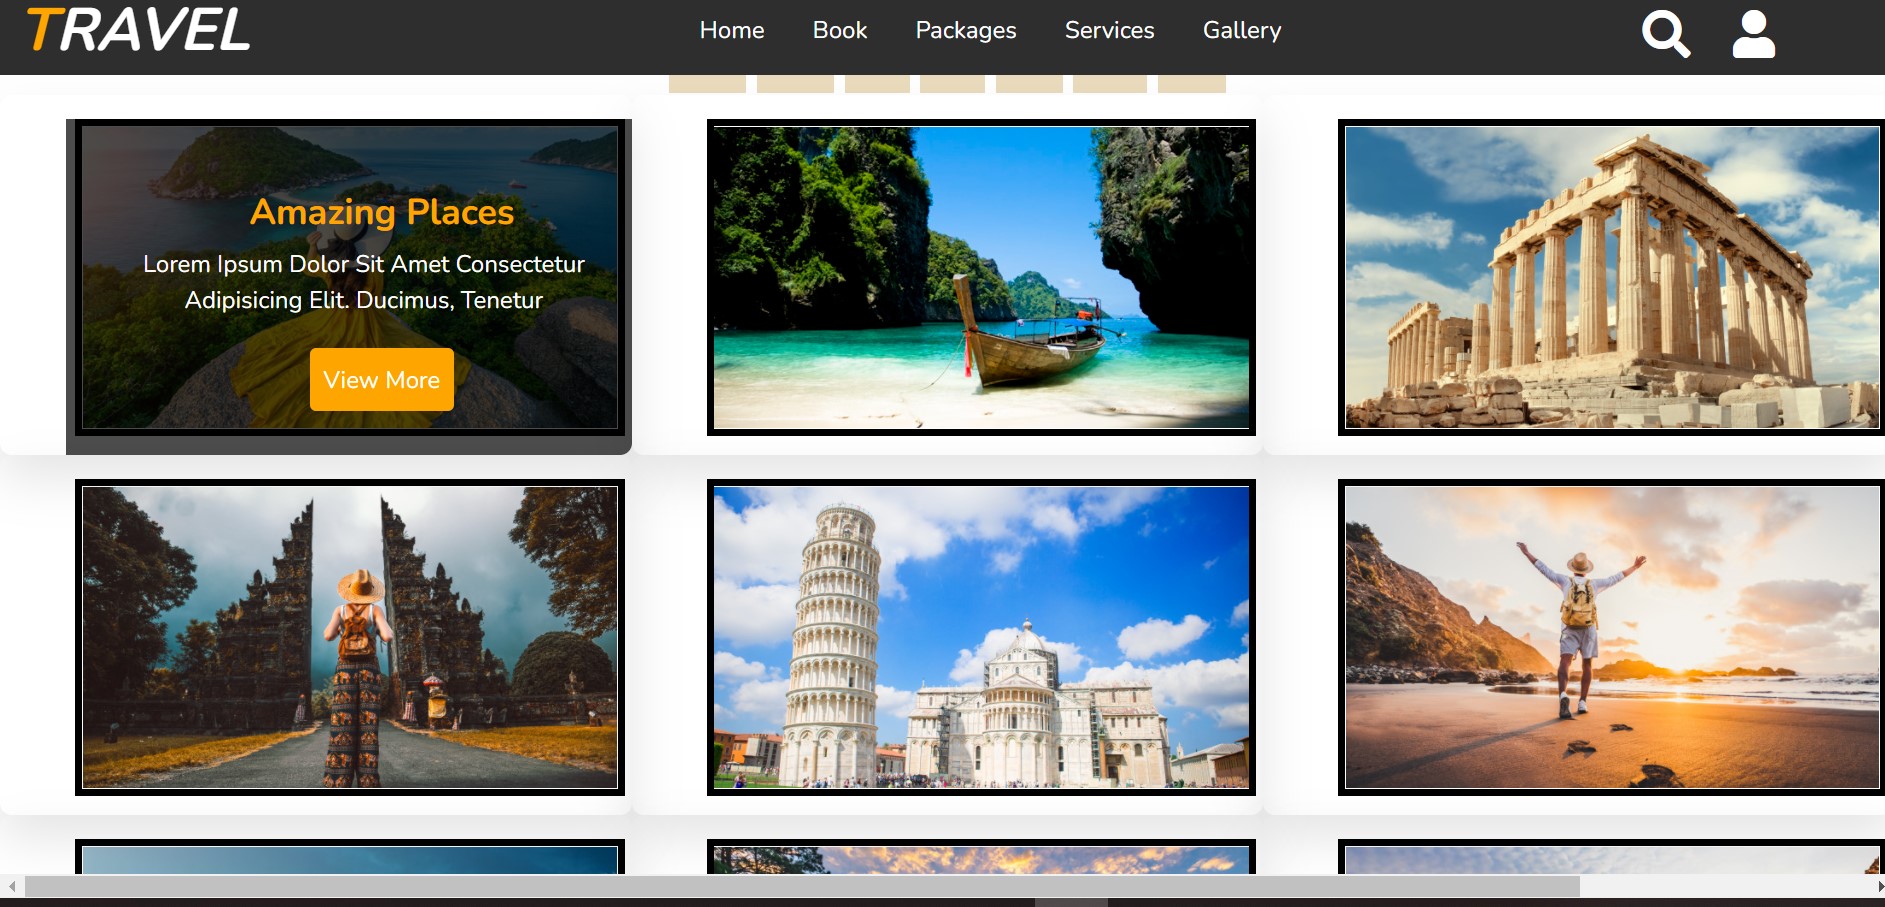 TRAVEL
Home Book Packages Services Gallery
Amazing Places
Lorem Ipsum Dolor Sit Amet Consectetur
Adipisicing Elit. Ducimus, Tenetur
View More